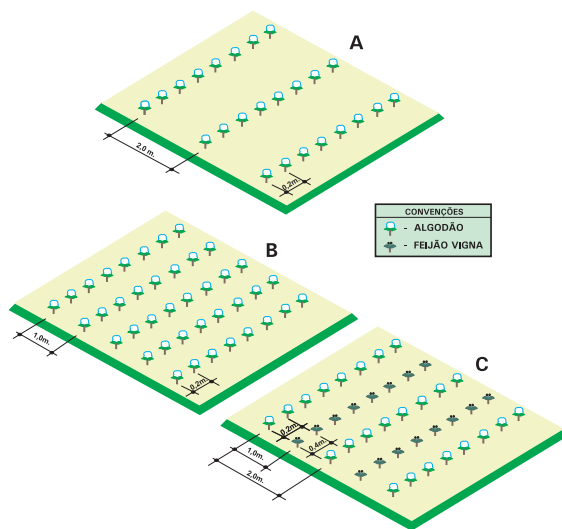 A
2,0 m.
0,2m.
CONVENÇÕES
- ALGODÃO
- FEIJÃO VIGNA
B
1,0m.
0,2m.
C
0,2m.
0,4m.
1,0m.
2,0m.